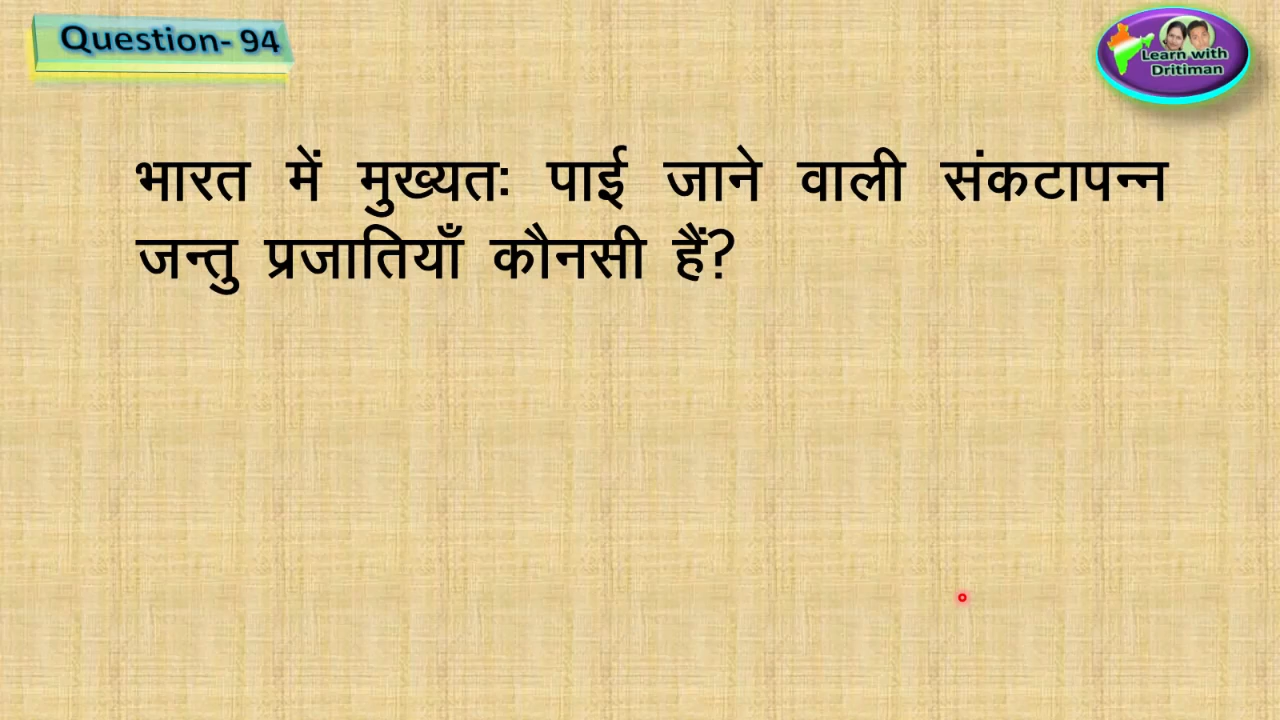 Question- 94
Learn with
Dritiman
भारत में मुख्यतः पाई जाने वाली संकटापन्न
जन्तु प्रजातियाँ कौनसी हैं?